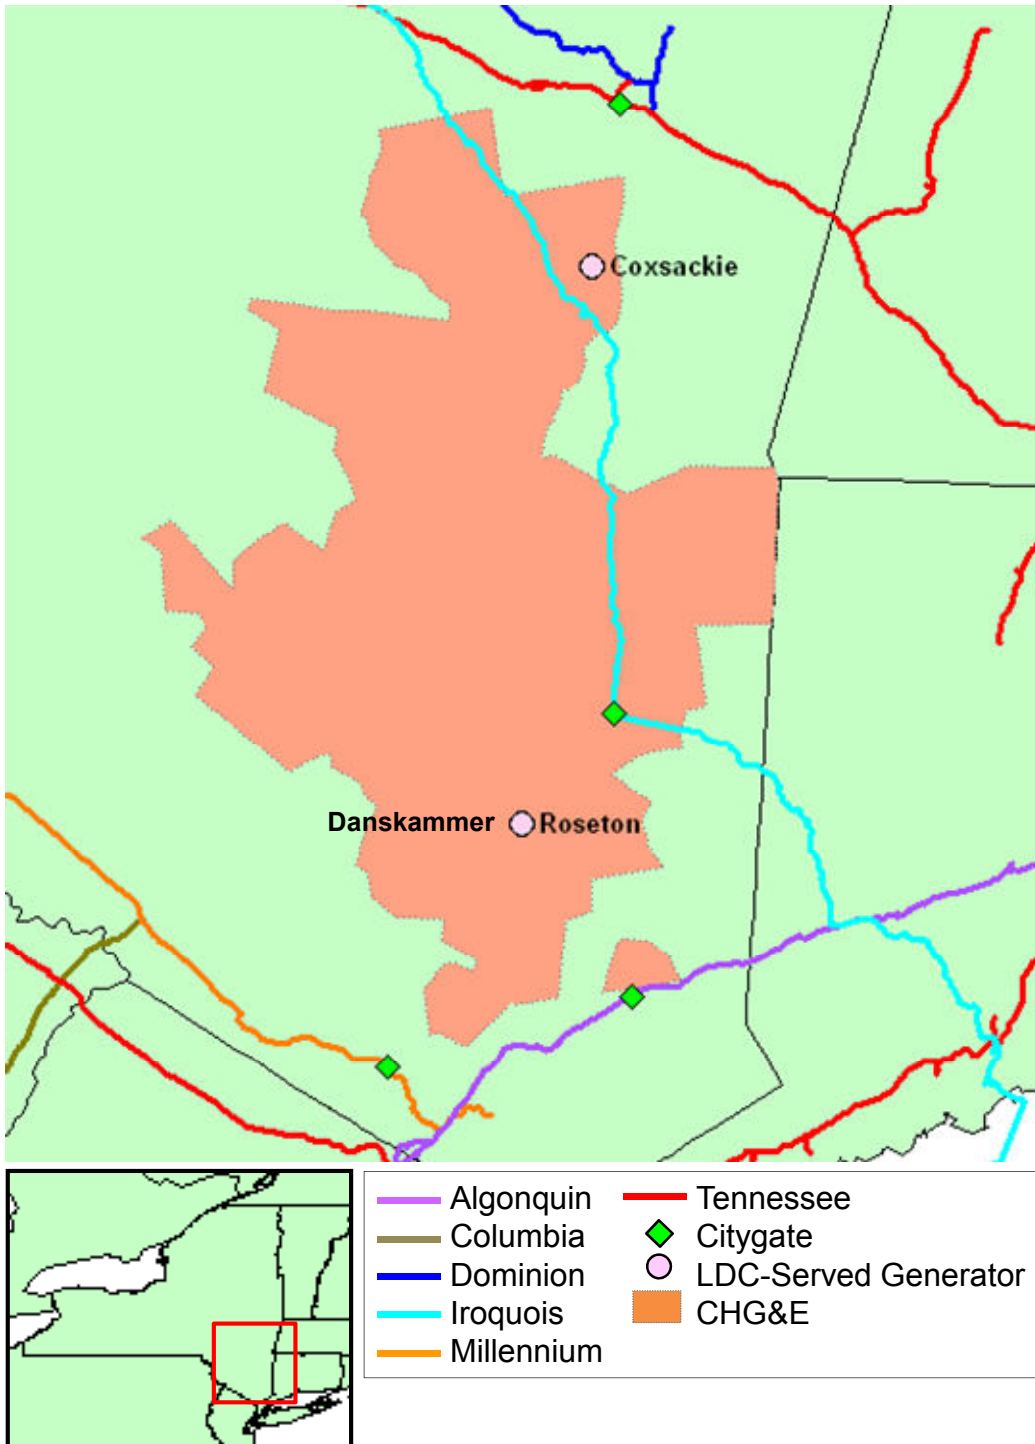 Coxsackie
Danskammer Roseton
Algonquin Tennessee
Columbia Citygate
Dominion LDC-Served Generator
Iroquois CHG&E
Millennium